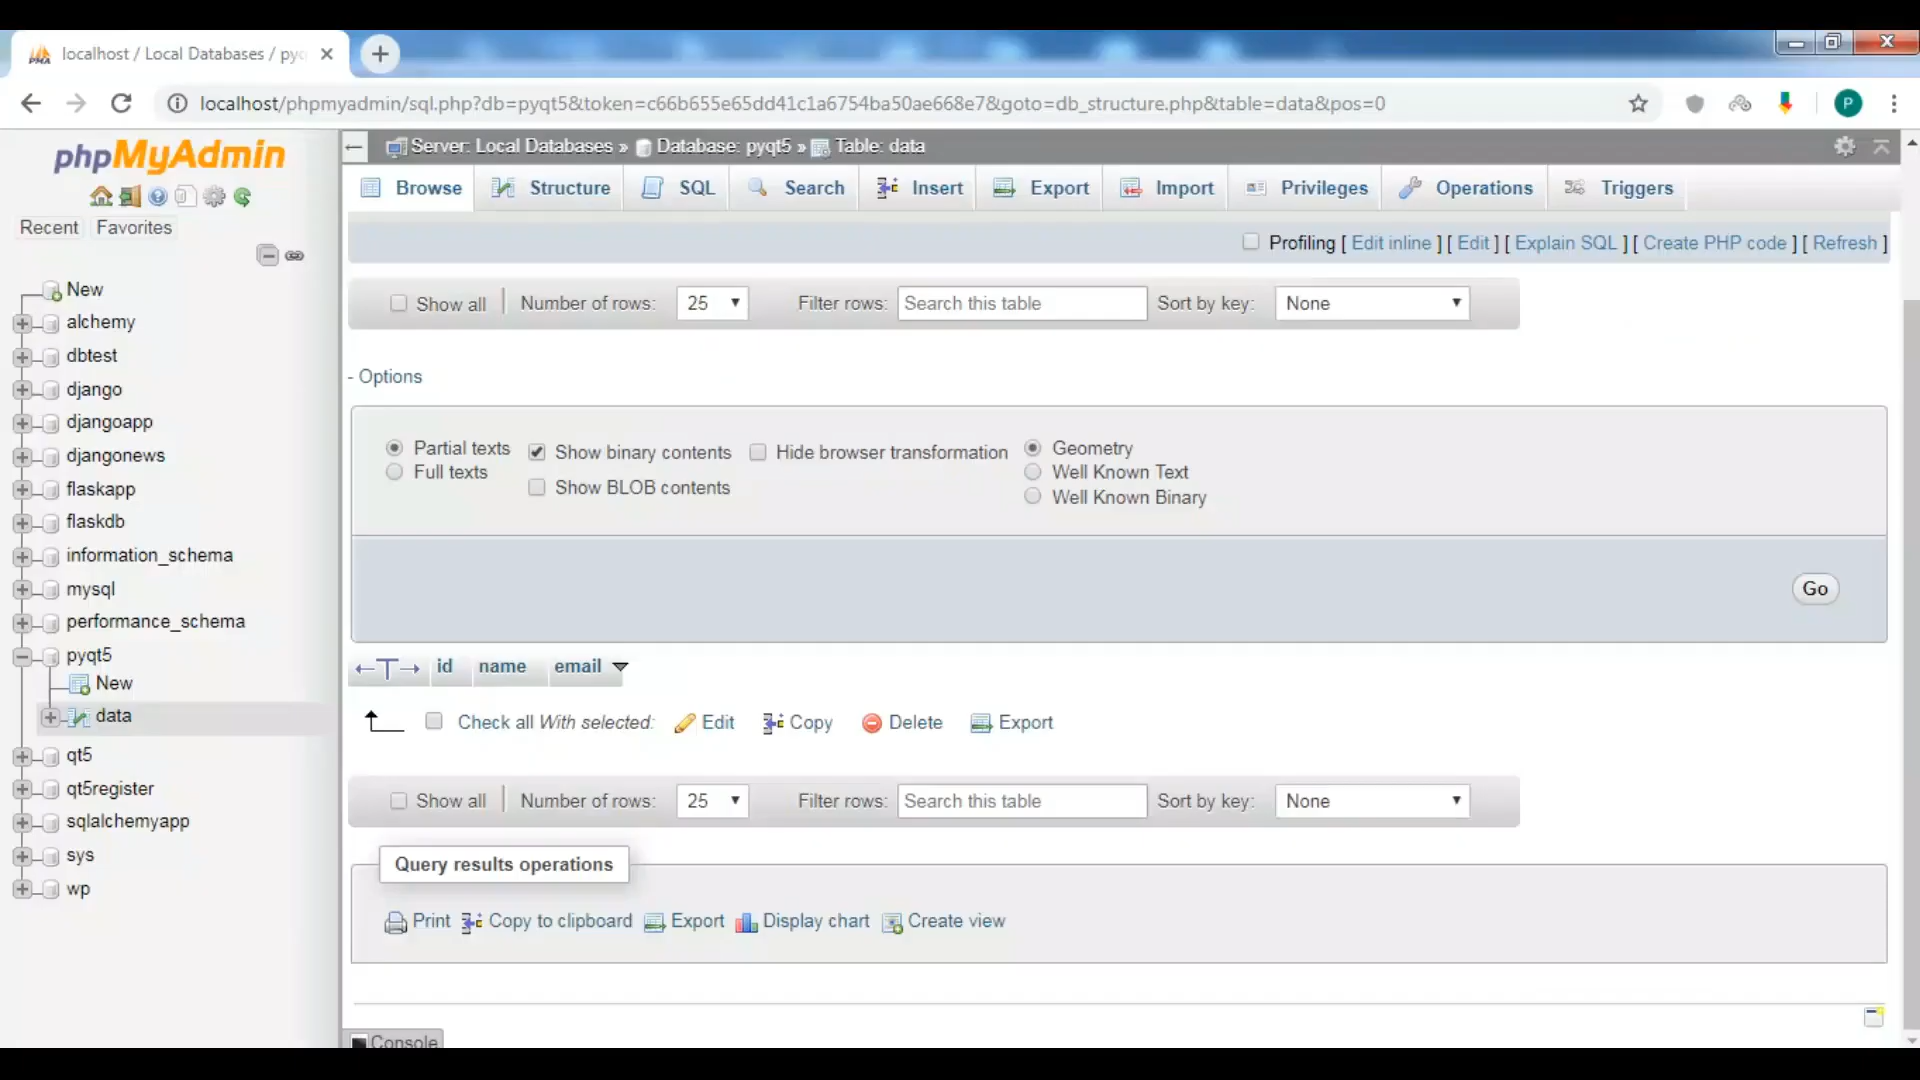 localhost / Local Databases / pyq
localhost/phpmyadmin/sql.php?db=pyqt5&token=c66b655e65dd41c1a6754ba50ae668e7&goto=db_structure.php&table=data&pos=0
P
phpMyAdmin
Server: Local Databases » Database: pyqt5 » Table: data
Browse Structure SQL Search Insert Export Import Privileges Operations Triggers
Recent Favorites
Profiling [ Edit inline ] [ Edit ] [ Explain SQL ] [ Create PHP code ] [ Refresh ]
New
alchemy
dbtest
django
djangoapp
djangonews
flaskapp
flaskdb
information_schema
mysql
performance_schema
pyqt5
New
data
qt5
qt5register
sqlalchemyapp
sys
wp
Show all Number of rows: 25 Filter rows: Search this table Sort by key: None
- Options
Partial texts Show binary contents Hide browser transformation Geometry
Full texts Show BLOB contents Well Known Text
Well Known Binary
Go
←T→ id name email
Check all With selected: Edit Copy Delete Export
Show all Number of rows: 25 Filter rows: Search this table Sort by key: None
Query results operations
Print Copy to clipboard Export Display chart Create view
Console